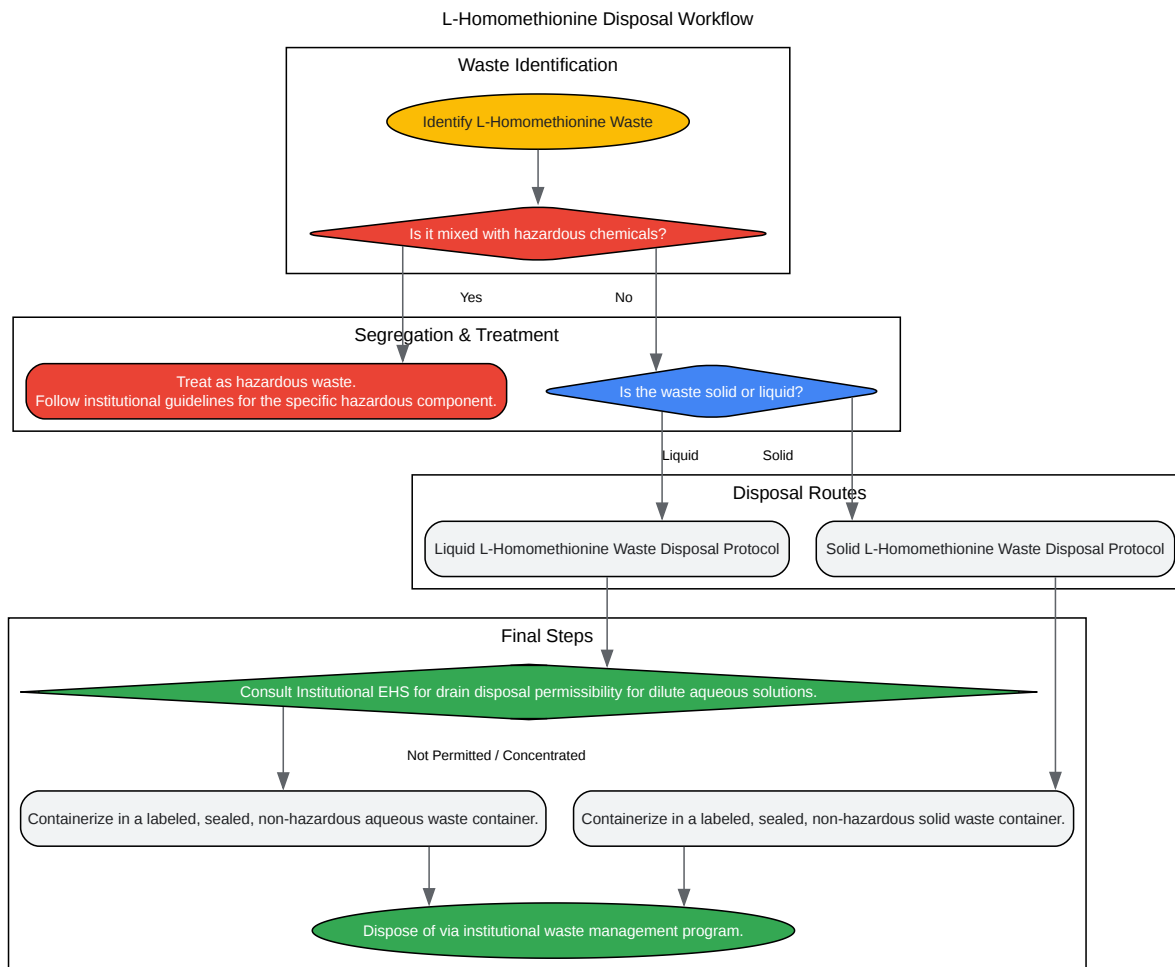 L-Homomethionine Disposal Workflow
Waste Identification
Identify L-Homomethionine Waste
Is it mixed with hazardous chemicals?
Yes
No
Segregation & Treatment
Treat as hazardous waste.
Follow institutional guidelines for the specific hazardous component.
Is the waste solid or liquid?
Liquid
Solid
Disposal Routes
Liquid L-Homomethionine Waste Disposal Protocol
Solid L-Homomethionine Waste Disposal Protocol
Final Steps
Consult Institutional EHS for drain disposal permissibility for dilute aqueous solutions.
Not Permitted / Concentrated
Containerize in a labeled, sealed, non-hazardous aqueous waste container.
Containerize in a labeled, sealed, non-hazardous solid waste container.
Dispose of via institutional waste management program.